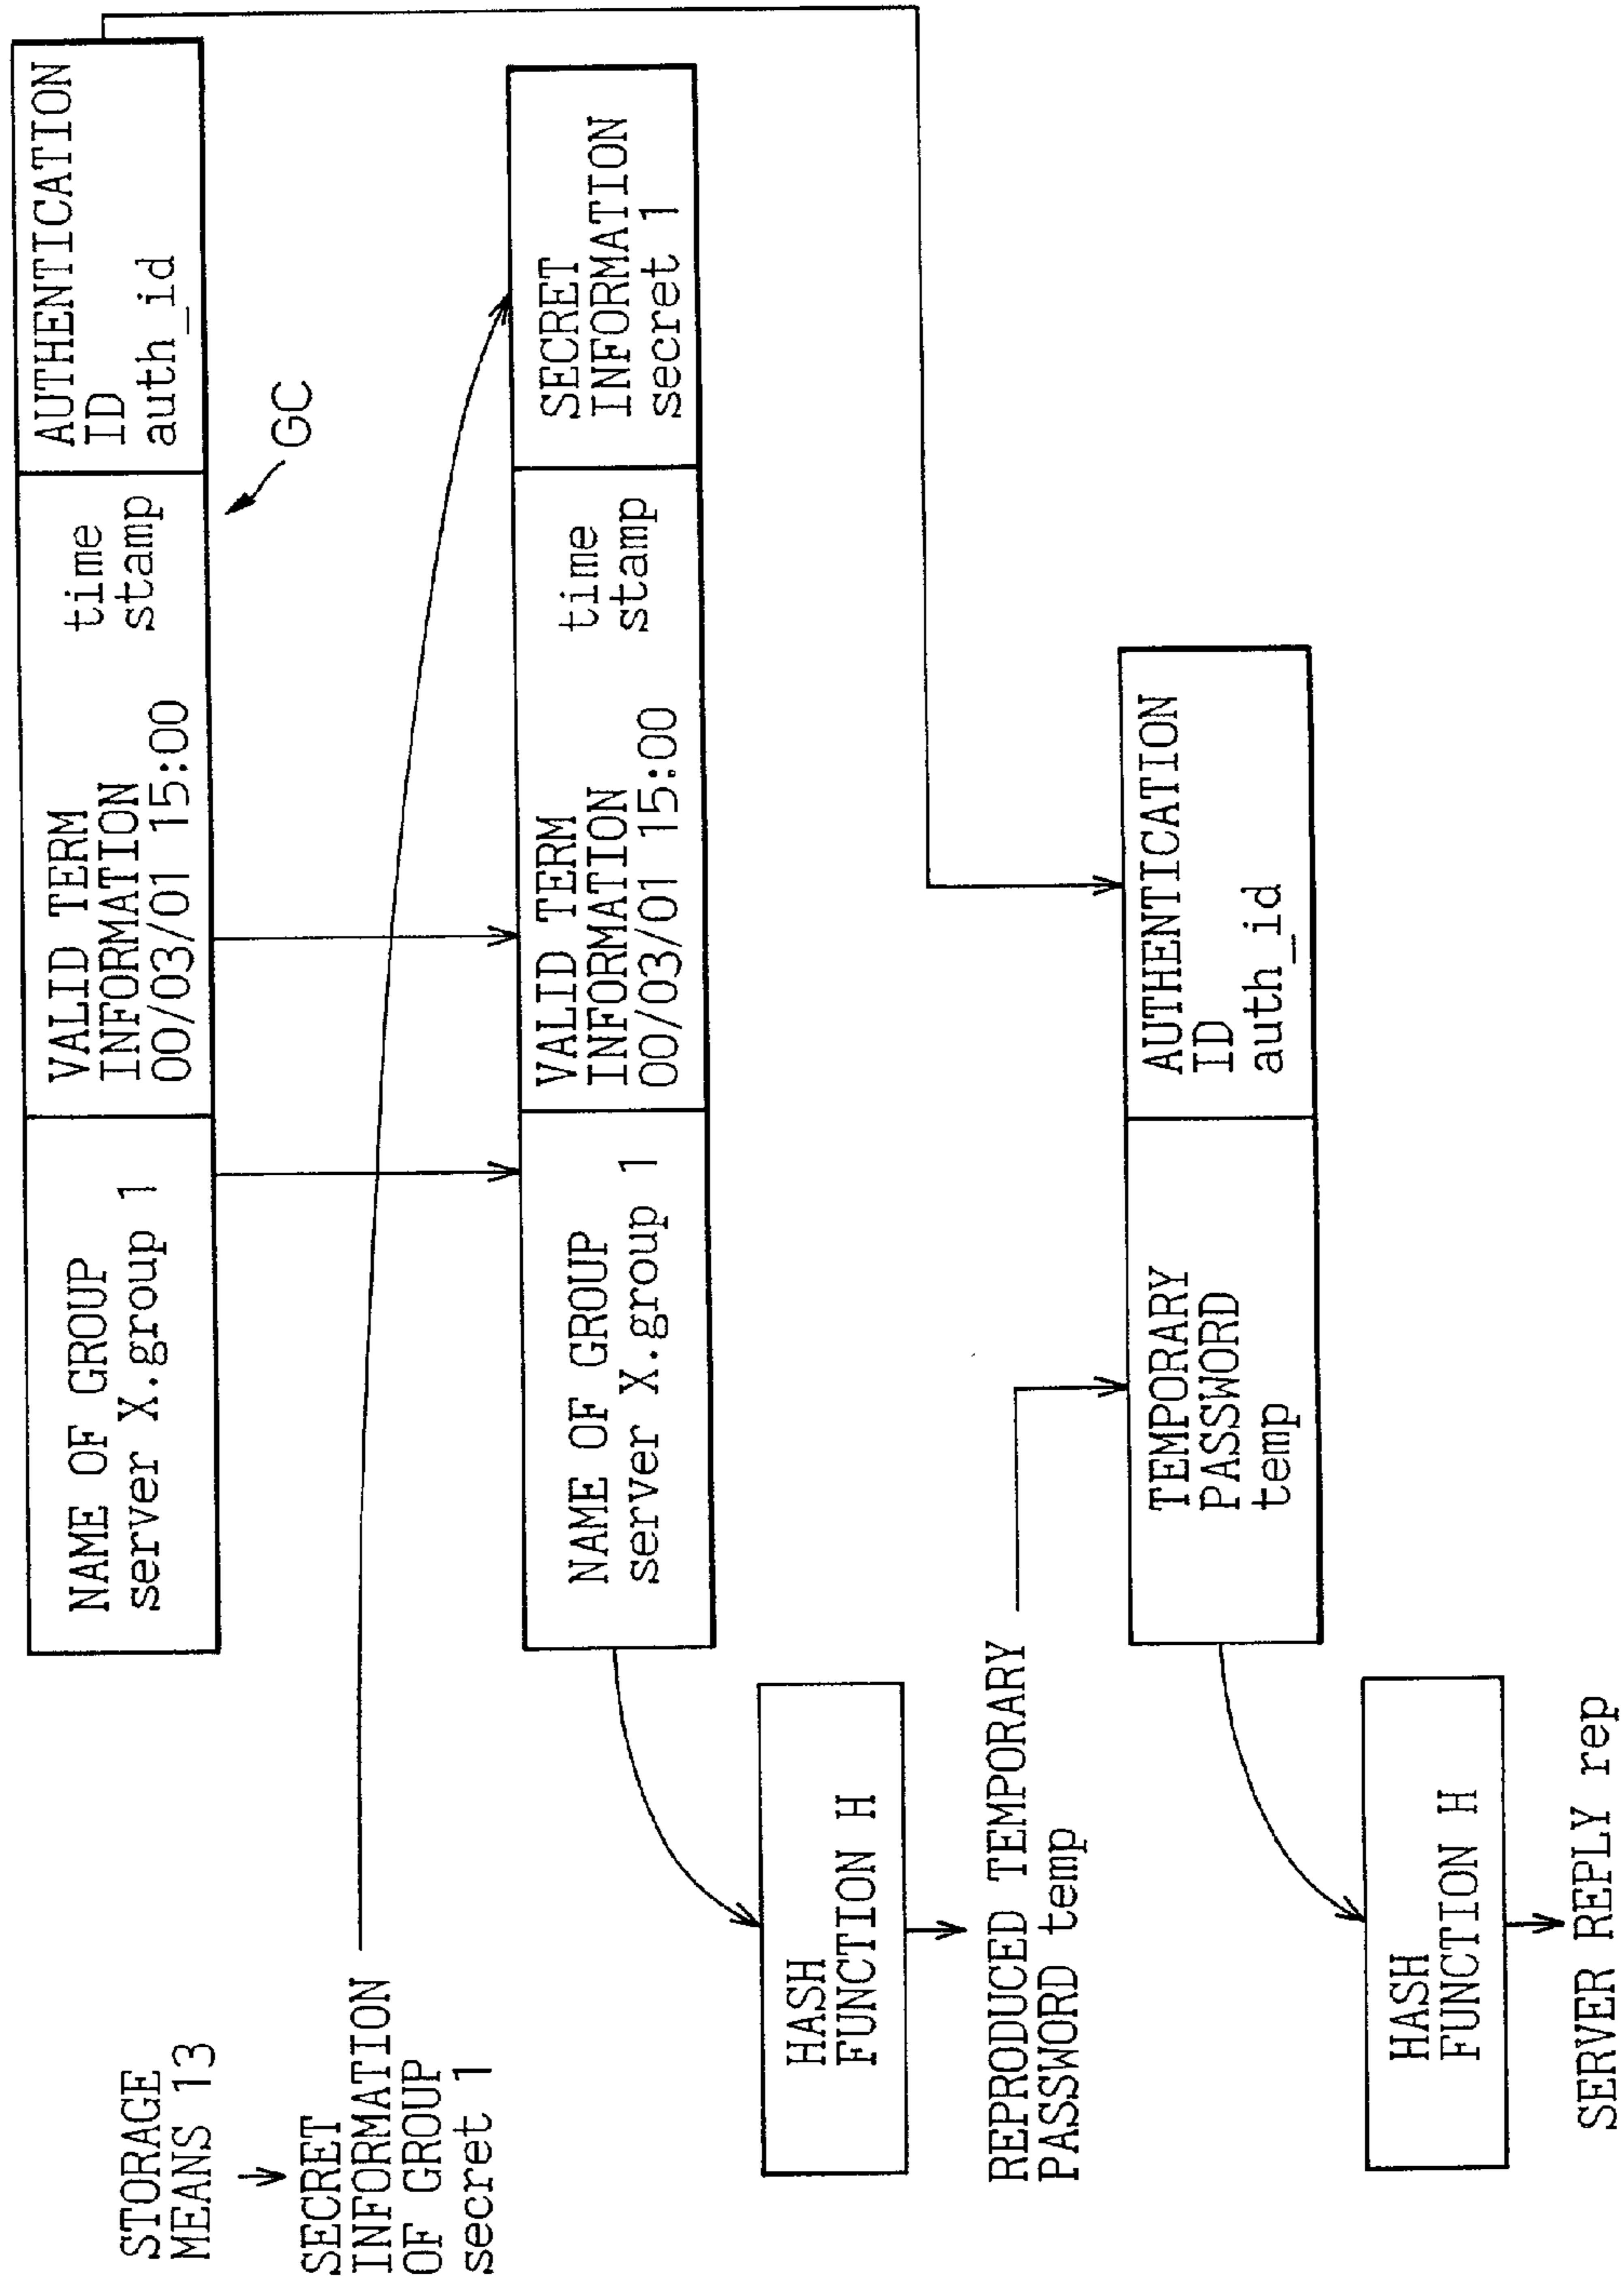 NAME OF GROUP
server X.group 1
VALID TERM
INFORMATION
00/03/01 15:00
time
stamp
AUTHENTICATION
ID
auth_id
GC
STORAGE
MEANS 13
SECRET
INFORMATION
OF GROUP
secret 1
NAME OF GROUP
server X.group 1
VALID TERM
INFORMATION
00/03/01 15:00
time
stamp
SECRET
INFORMATION
secret 1
HASH
FUNCTION H
REPRODUCED TEMPORARY
PASSWORD temp
TEMPORARY
PASSWORD
temp
AUTHENTICATION
ID
auth_id
HASH
FUNCTION H
SERVER REPLY rep